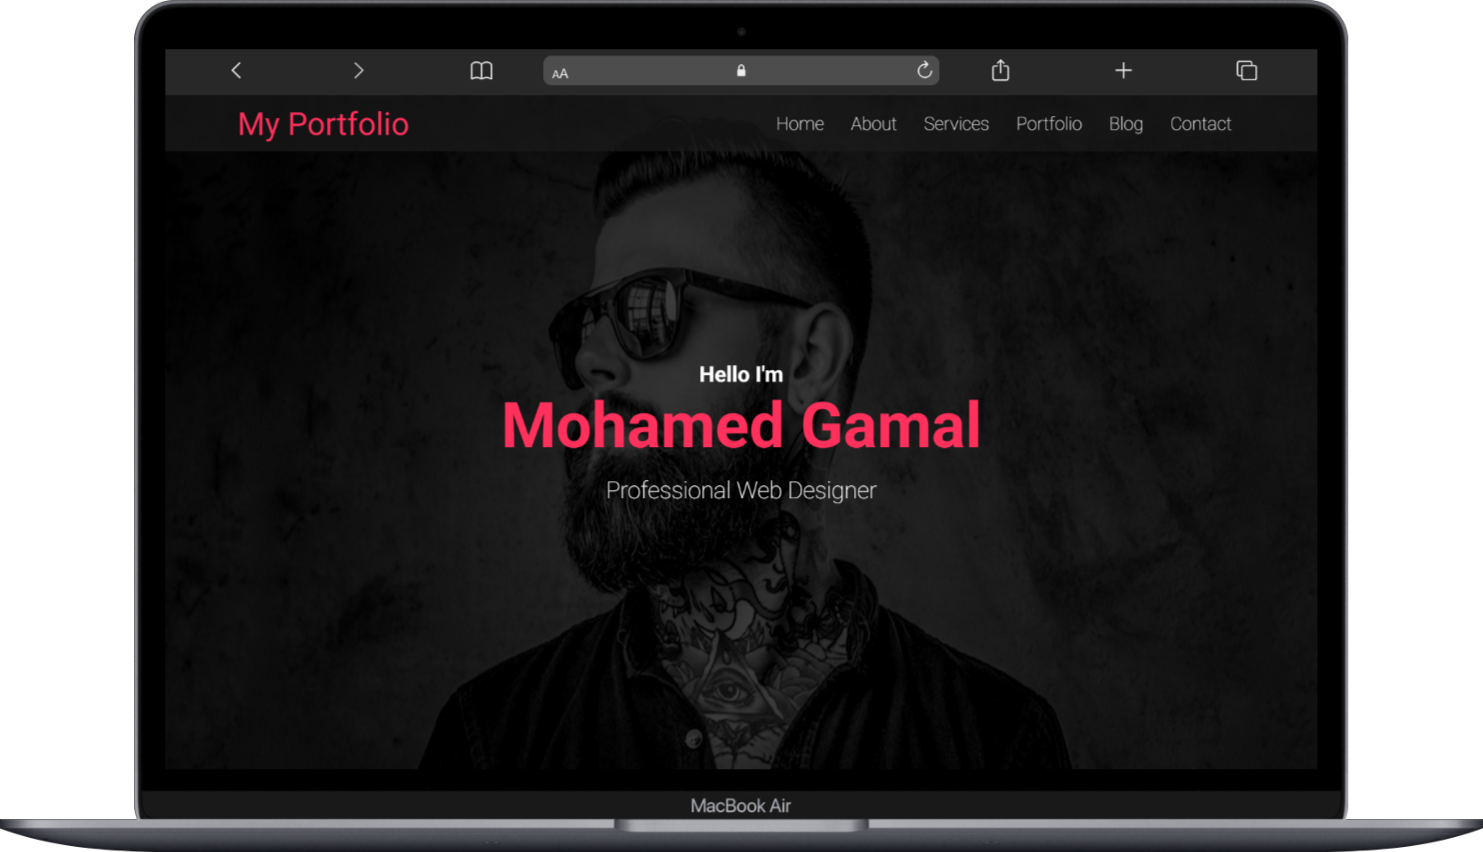 AA
My Portfolio
Home About Services Portfolio Blog Contact
Hello I'm
Mohamed Gamal
Professional Web Designer
MacBook Air